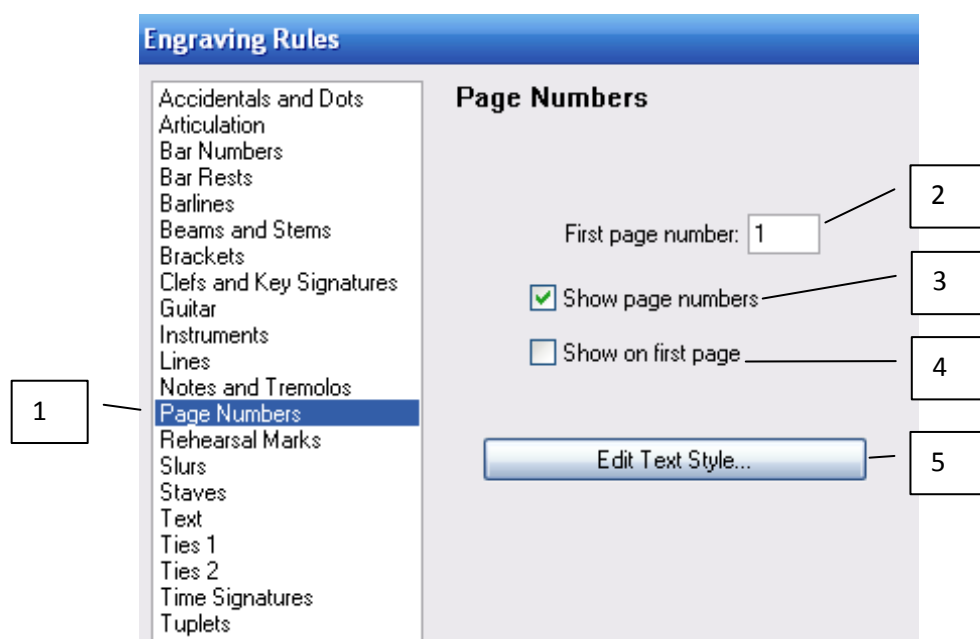 Engraving Rules
Accidentals and Dots
Articulation
Bar Numbers
Bar Rests
Barlines
Beams and Stems
Brackets
Clefs and Key Signatures
Guitar
Instruments
Lines
Notes and Tremolos
Page Numbers
Rehearsal Marks
Slurs
Staves
Text
Ties 1
Ties 2
Time Signatures
Tuplets
1
Page Numbers
First page number: 1
2
Show page numbers
3
Show on first page
4
Edit Text Style...
5